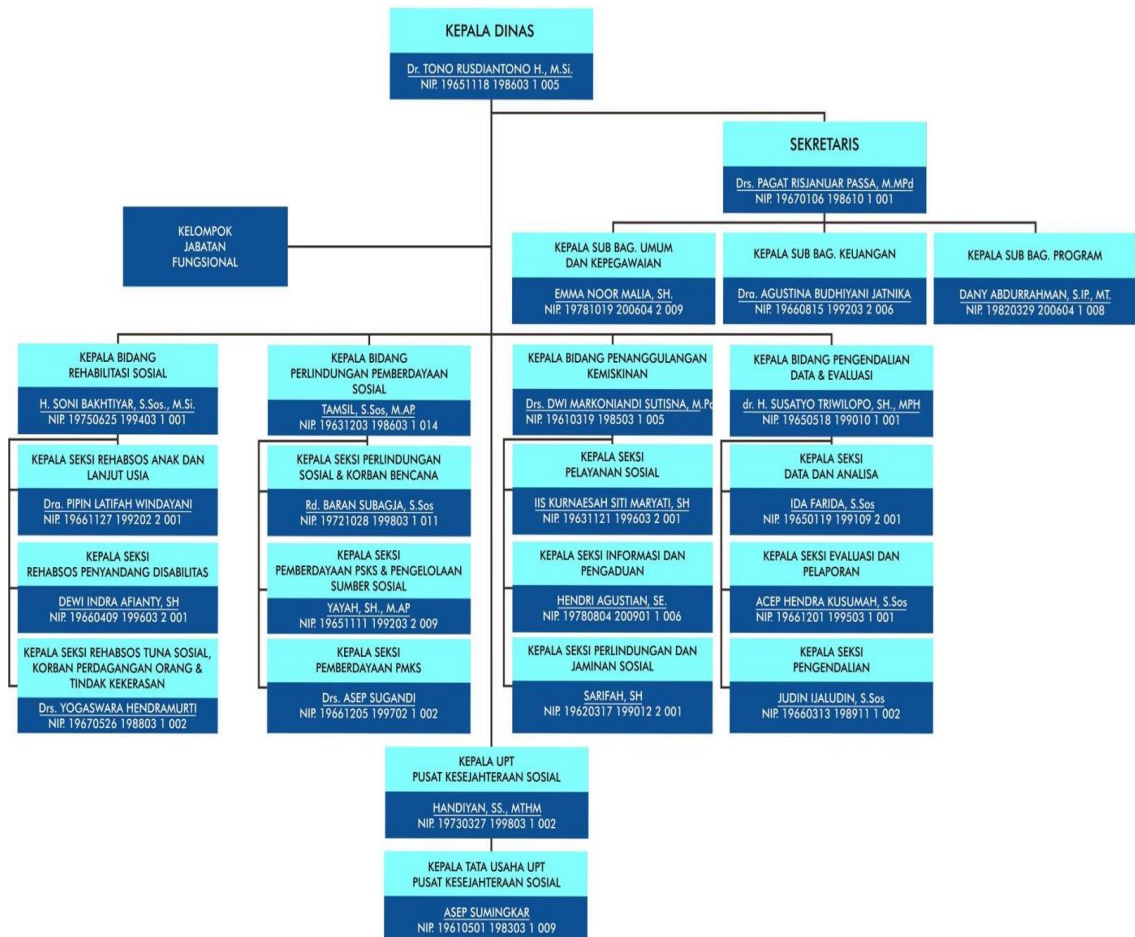 KEPALA DINAS
Dr. TONO RUSDIANTONO H., M.Si.
NIP. 19651118 198603 1 005
SEKRETARIS
Drs. PAGAT RISJANUAR PASSA, M.MPd
NIP. 19670106 198610 1 001
KELOMPOK
JABATAN
FUNGSIONAL
KEPALA SUB BAG. UMUM
DAN KEPEGAWAIAN
EMMA NOOR MALIA, SH.
NIP. 19781019 200604 2 009
KEPALA SUB BAG. KEUANGAN
Dra. AGUSTINA BUDHIYANI JATNIKA
NIP. 19660815 199203 2 006
KEPALA SUB BAG. PROGRAM
DANY ABDURRAHMAN, S.IP., MT.
NIP. 19820329 200604 1 008
KEPALA BIDANG
REHABILITASI SOSIAL
H. SONI BAKHTIYAR, S.Sos., M.Si.
NIP. 19750625 199403 1 001
KEPALA SEKSI REHABSOS ANAK DAN
LANJUT USIA
Dra. PIPIN LATIFAH WINDAYANI
NIP. 19661127 199202 2 001
KEPALA SEKSI
REHABSOS PENYANDANG DISABILITAS
DEWI INDRA AFIANTY, SH
NIP. 19660409 199603 2 001
KEPALA SEKSI REHABSOS TUNA SOSIAL,
KORBAN PERDAGANGAN ORANG &
TINDAK KEKERASAN
Drs. YOGASWARA HENDRAMURTI
NIP. 19670526 198803 1 002
KEPALA BIDANG
PERLINDUNGAN PEMBERDAYAAN
SOSIAL
TAMSIL, S.Sos, M.AP.
NIP. 19631203 198603 1 014
KEPALA SEKSI PERLINDUNGAN
SOSIAL & KORBAN BENCANA
Rd. BARAN SUBAGJA, S.Sos
NIP. 19721028 199803 1 011
KEPALA SEKSI
PEMBERDAYAAN PSKS & PENGELOLAAN
SUMBER SOSIAL
YAYAH, SH., M.AP
NIP. 19651111 199203 2 009
KEPALA SEKSI
PEMBERDAYAAN PMKS
Drs. ASEP SUGANDI
NIP. 19661205 199702 1 002
KEPALA BIDANG PENANGGULANGAN
KEMISKINAN
Drs. DWI MARKONIANDI SUTISNA, M.Pd
NIP. 19610319 198503 1 005
KEPALA SEKSI
PELAYANAN SOSIAL
IIS KURNAESAH SITI MARYATI, SH
NIP. 19631121 199603 2 001
KEPALA SEKSI INFORMASI DAN
PENGADUAN
HENDRI AGUSTIAN, SE.
NIP. 19780804 200901 1 006
KEPALA SEKSI PERLINDUNGAN DAN
JAMINAN SOSIAL
SARIFAH, SH
NIP. 19620317 199012 2 001
KEPALA BIDANG PENGENDALIAN
DATA & EVALUASI
dr. H. SUSATYO TRIWILOPO, SH., MPH
NIP. 19650518 199010 1 001
KEPALA SEKSI
DATA DAN ANALISA
IDA FARIDA, S.Sos
NIP. 19650119 199109 2 001
KEPALA SEKSI EVALUASI DAN
PELAPORAN
ACEP HENDRA KUSUMAH, S.Sos
NIP. 19661201 199503 1 001
KEPALA SEKSI
PENGENDALIAN
JUDIN IJALUDIN, S.Sos
NIP. 19660313 198911 1 002
KEPALA UPT
PUSAT KESEJAHTERAAN SOSIAL
HANDIYAN, SS., MTHM
NIP. 19730327 199803 1 002
KEPALA TATA USAHA UPT
PUSAT KESEJAHTERAAN SOSIAL
ASEP SUMINGKAR
NIP. 19610501 198303 1 009